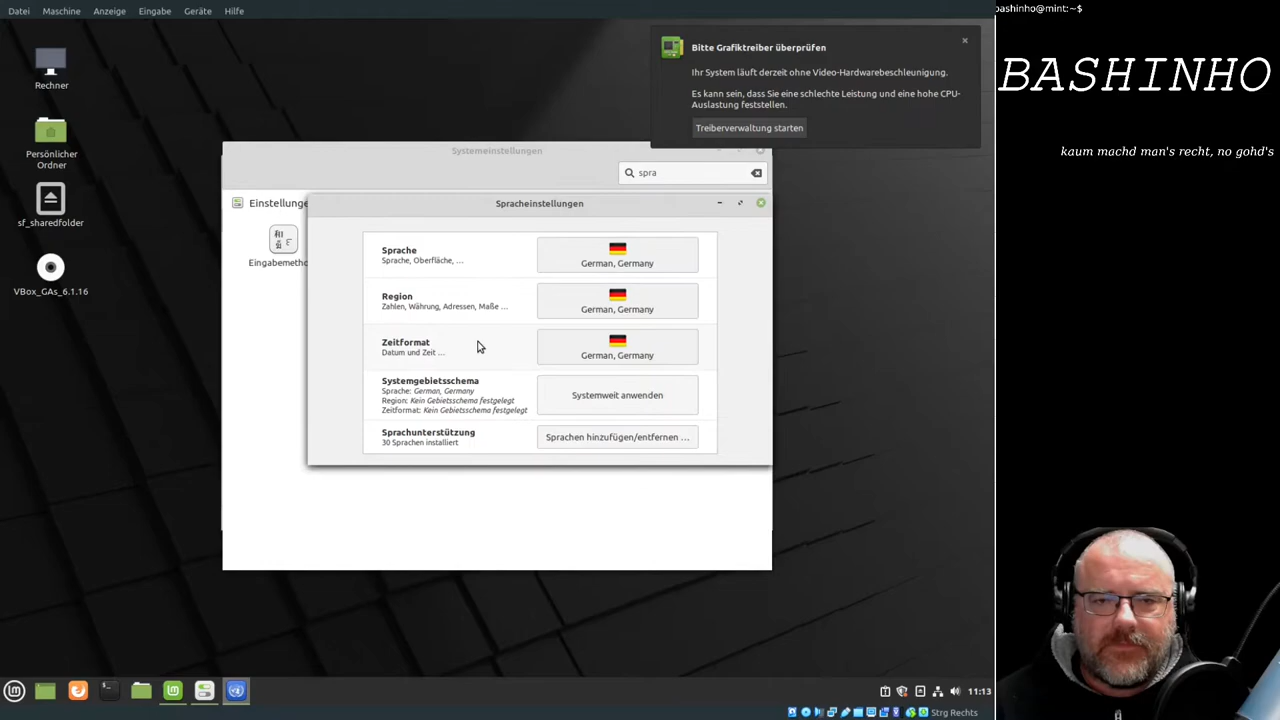 Datei Maschine Anzeige Eingabe Geräte Hilfe
bashinho@mint:~$
Rechner
Persönlicher
Ordner
sf_sharedfolder
VBox_GAs_6.1.16
Bitte Grafiktreiber überprüfen
Ihr System läuft derzeit ohne Video-Hardwarebeschleunigung.
Es kann sein, dass Sie eine schlechte Leistung und eine hohe CPU-
Auslastung feststellen.
Treiberverwaltung starten
BASHINHO
kaum machd man's recht, no gohd's
Systemeinstellungen
spra
Spracheinstellungen
Sprache
Sprache, Oberfläche, ...
German, Germany
Region
Zahlen, Währung, Adressen, Maße ...
German, Germany
Zeitformat
Datum und Zeit ...
German, Germany
Systemgebietsschema
Sprache: German, Germany
Region: Kein Gebietsschema festgelegt
Zeitformat: Kein Gebietsschema festgelegt
Systemweit anwenden
Sprachunterstützung
30 Sprachen installiert
Sprachen hinzufügen/entfernen ...
11:13
Strg Rechts